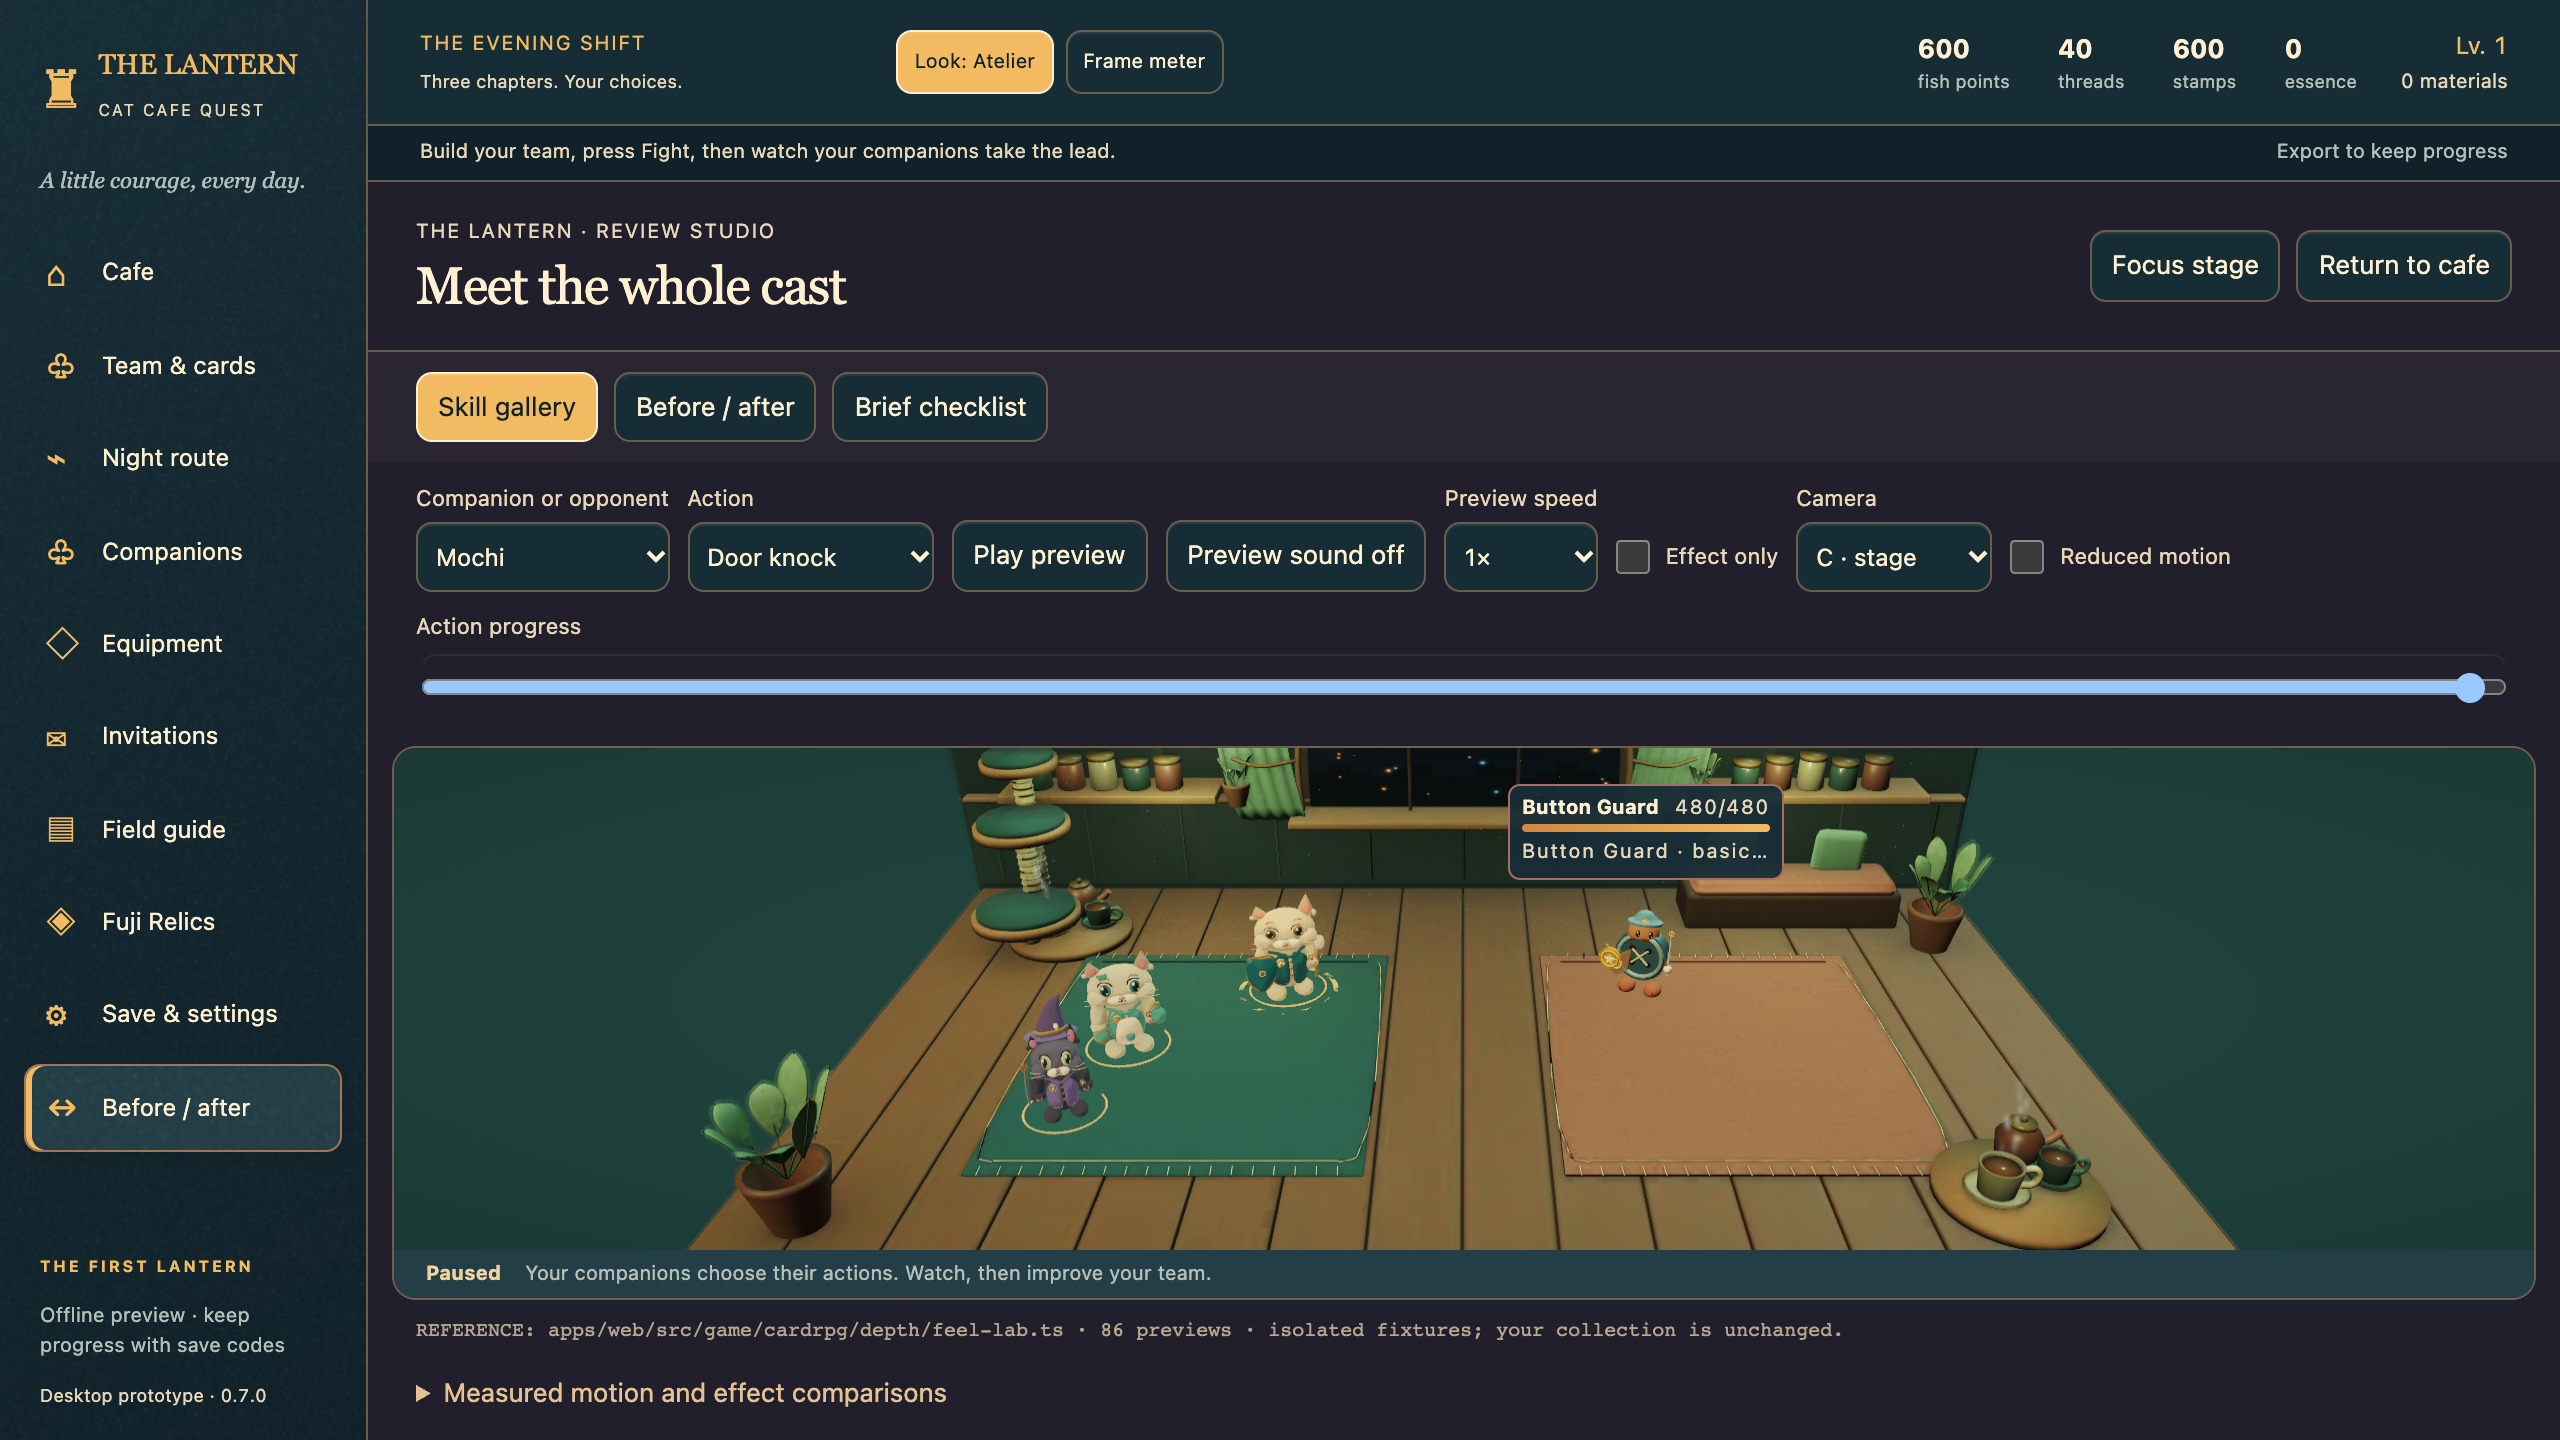 THE LANTERN
CAT CAFE QUEST
A little courage, every day.
Cafe
Team & cards
Night route
Companions
Equipment
Invitations
Field guide
Fuji Relics
Save & settings
Before / after
THE FIRST LANTERN
Offline preview · keep
progress with save codes
Desktop prototype · 0.7.0
THE EVENING SHIFT
Three chapters. Your choices.
Look: Atelier
Frame meter
600 fish points
40 threads
600 stamps
0 essence
Lv. 1
0 materials
Build your team, press Fight, then watch your companions take the lead.
Export to keep progress
THE LANTERN · REVIEW STUDIO
Meet the whole cast
Focus stage
Return to cafe
Skill gallery
Before / after
Brief checklist
Companion or opponent
Mochi
Action
Door knock
Play preview
Preview sound off
Preview speed
1×
Effect only
Camera
C · stage
Reduced motion
Action progress
Button Guard 480/480
Button Guard · basic…
Paused Your companions choose their actions. Watch, then improve your team.
REFERENCE: apps/web/src/game/cardrpg/depth/feel-lab.ts · 86 previews · isolated fixtures; your collection is unchanged.
Measured motion and effect comparisons